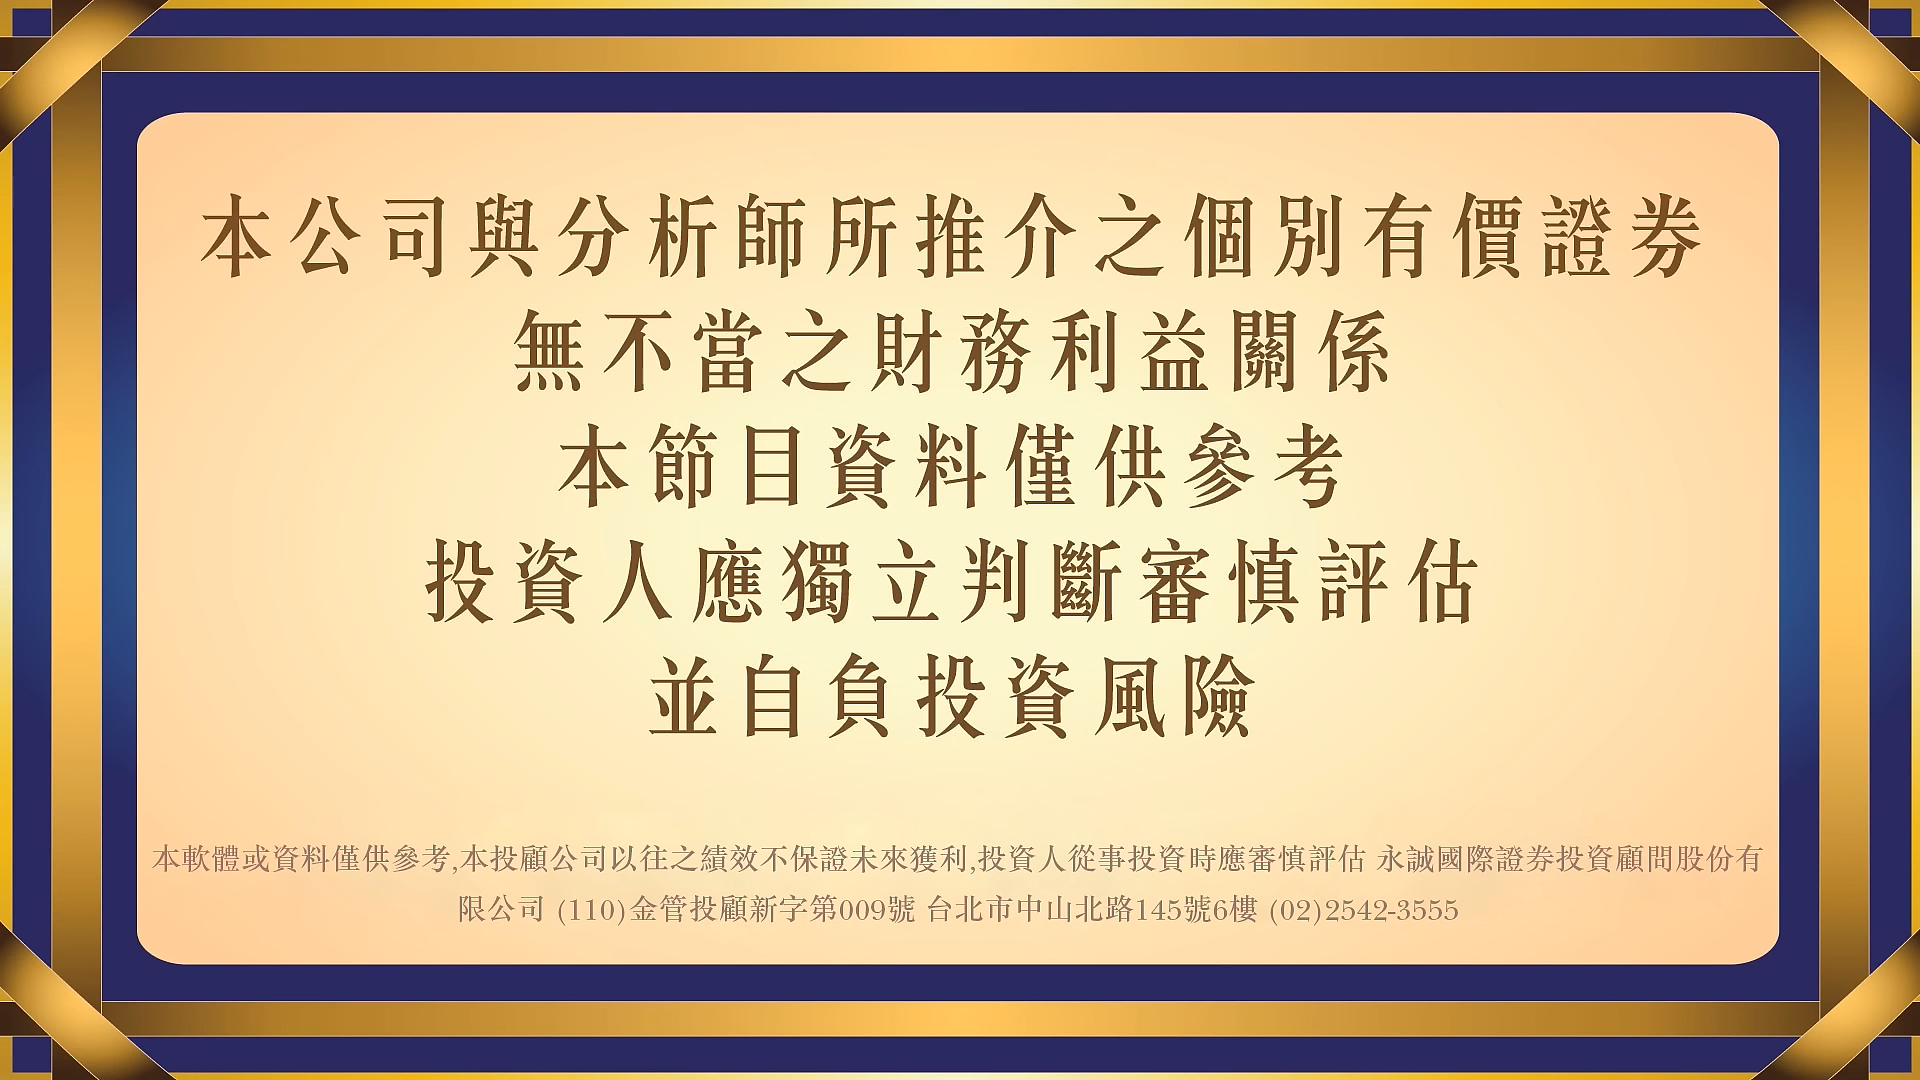 本公司與分析師所推介之個別有價證券
無不當之財務利益關係
本節目資料僅供參考
投資人應獨立判斷審慎評估
並自負投資風險
本軟體或資料僅供參考,本投顧公司以往之績效不保證未來獲利,投資人從事投資時應審慎評估 永誠國際證券投資顧問股份有
限公司 (110)金管投顧新字第009號 台北市中山北路145號6樓 (02)2542-3555